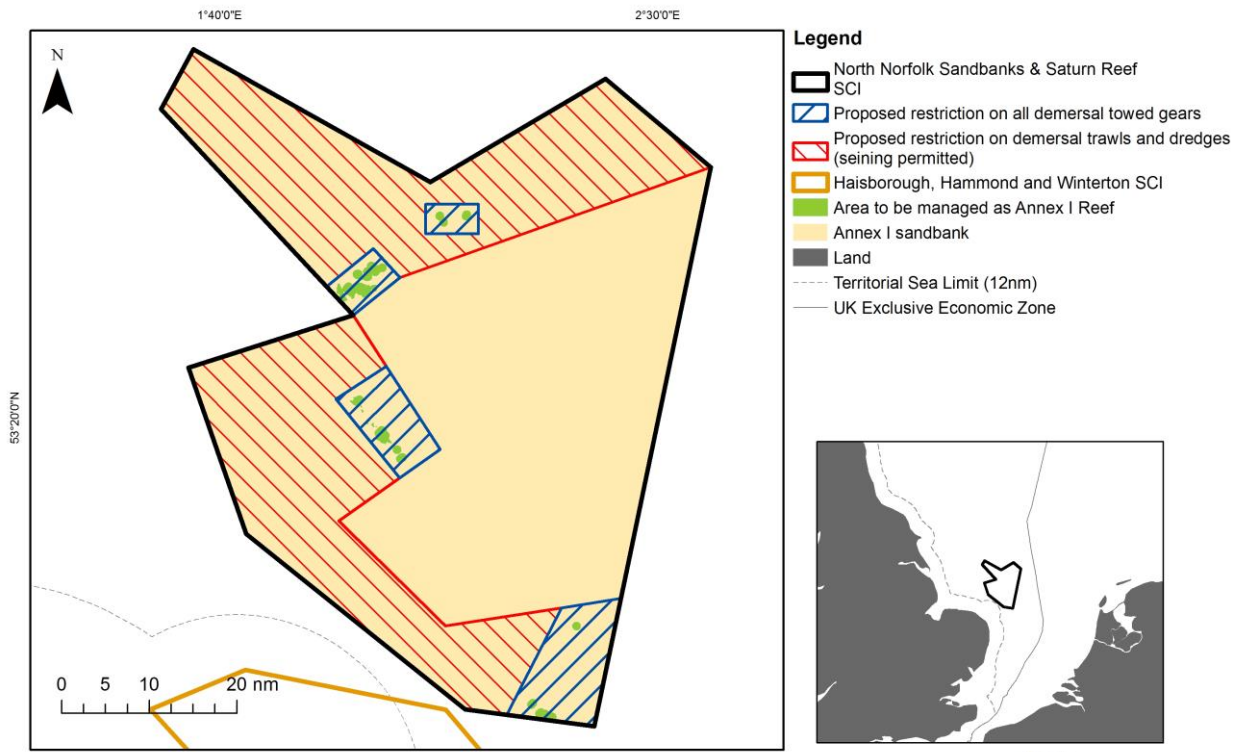 1°40'0"E
2°30'0"E
N
53°20'0"N
0 5 10 20 nm
Legend
North Norfolk Sandbanks & Saturn Reef
SCI
Proposed restriction on all demersal towed gears
Proposed restriction on demersal trawls and dredges
(seining permitted)
Haisborough, Hammond and Winterton SCI
Area to be managed as Annex I Reef
Annex I sandbank
Land
Territorial Sea Limit (12nm)
UK Exclusive Economic Zone